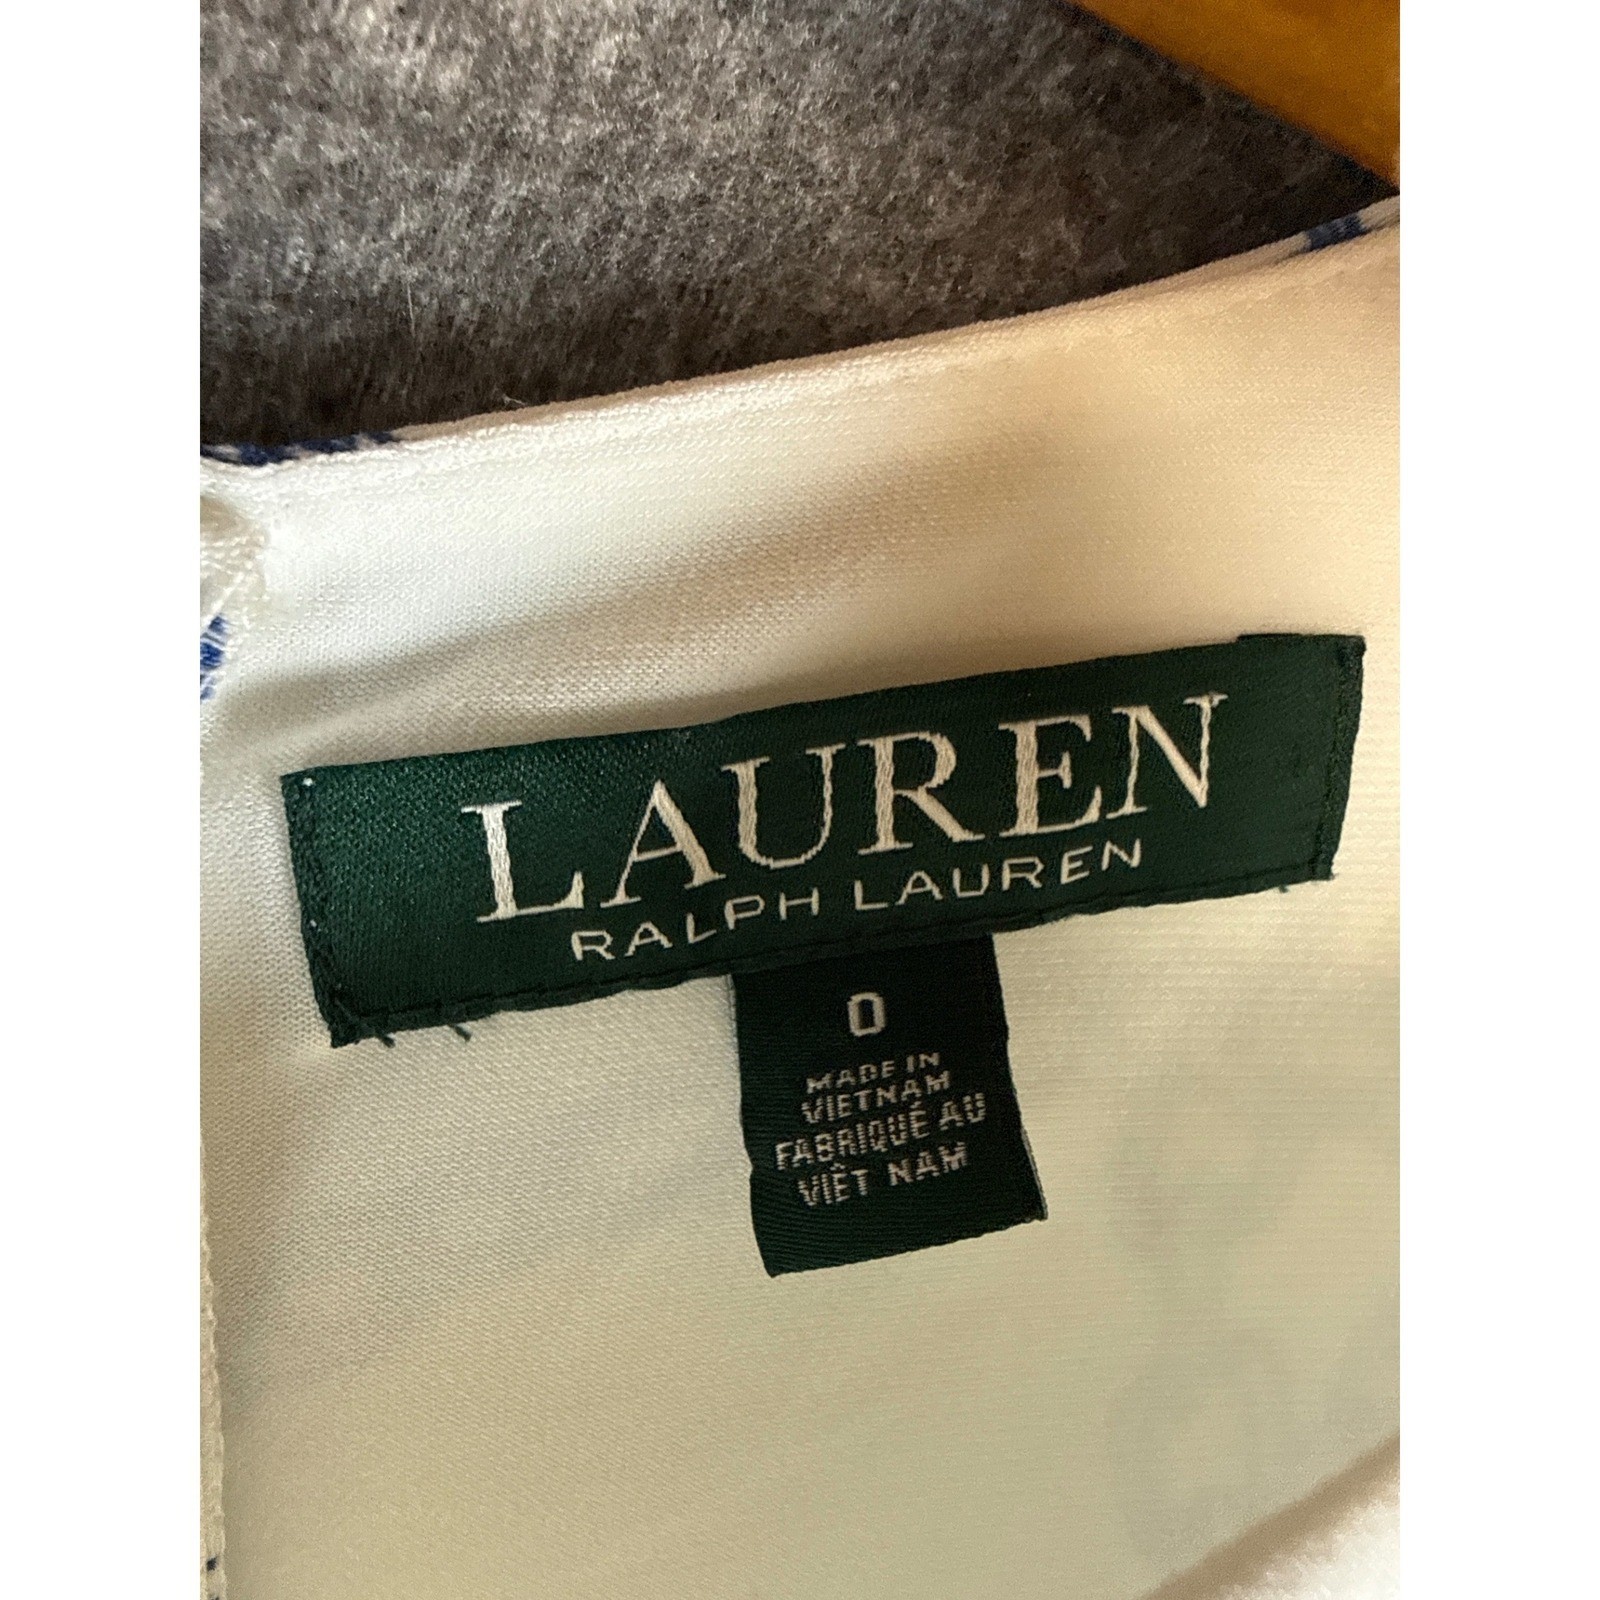 LAUREN
RALPH LAUREN
0
MADE IN
VIETNAM
FABRIQUÉ AU
VIÊT NAM